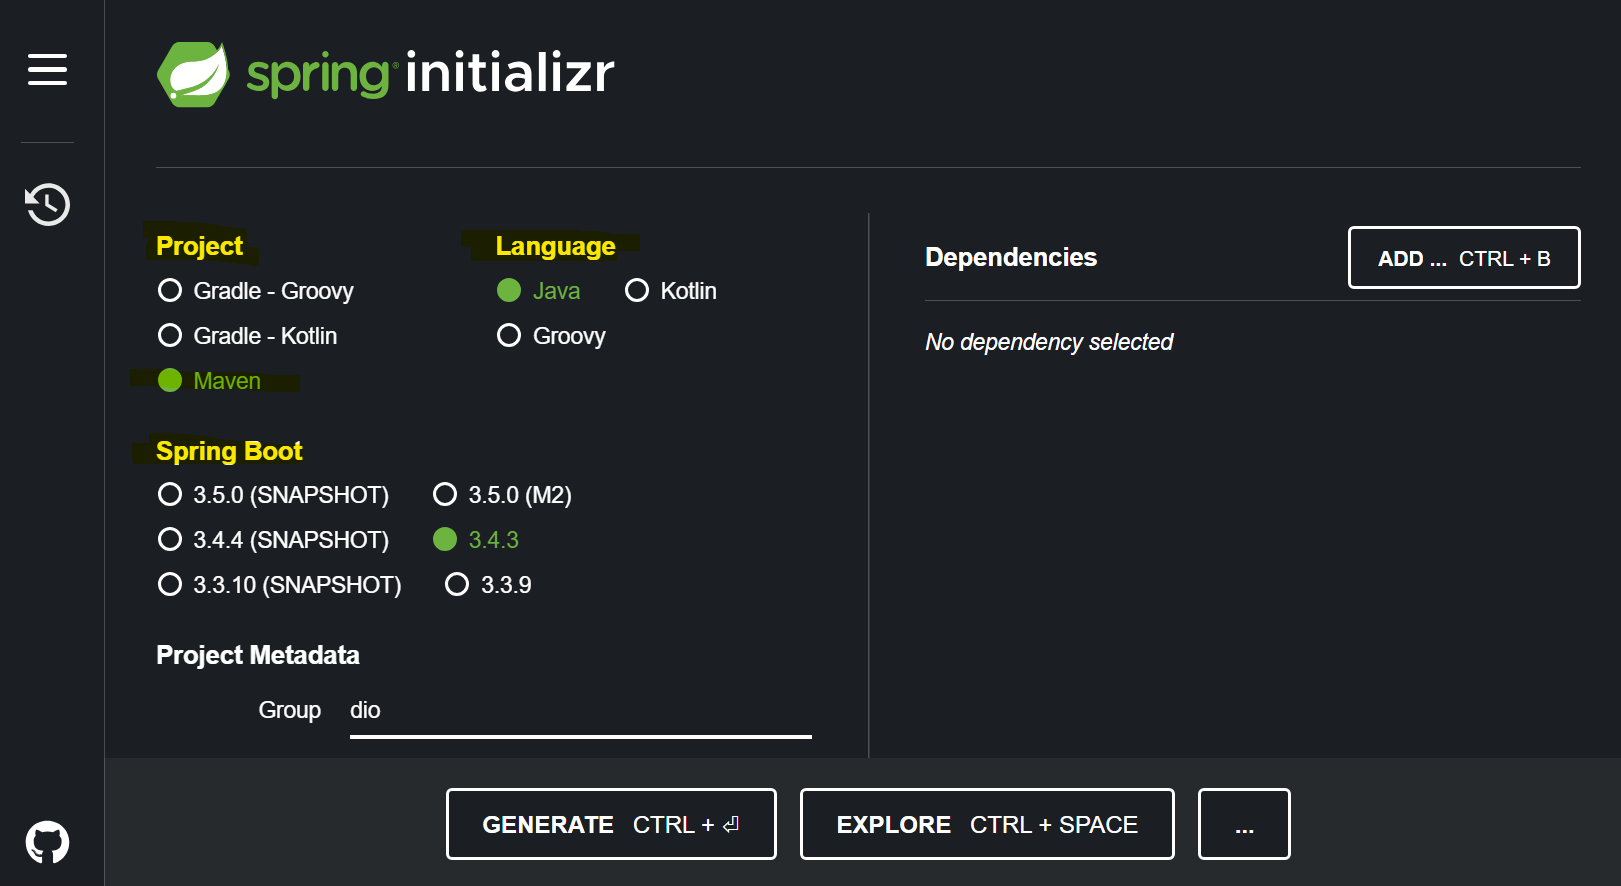 spring initializr
Project
Gradle - Groovy
Gradle - Kotlin
Maven
Language
Java Kotlin
Groovy
Spring Boot
3.5.0 (SNAPSHOT) 3.5.0 (M2)
3.4.4 (SNAPSHOT) 3.4.3
3.3.10 (SNAPSHOT) 3.3.9
Project Metadata
Group dio
Dependencies
ADD ... CTRL + B
No dependency selected
GENERATE CTRL + ⏎
EXPLORE CTRL + SPACE
...